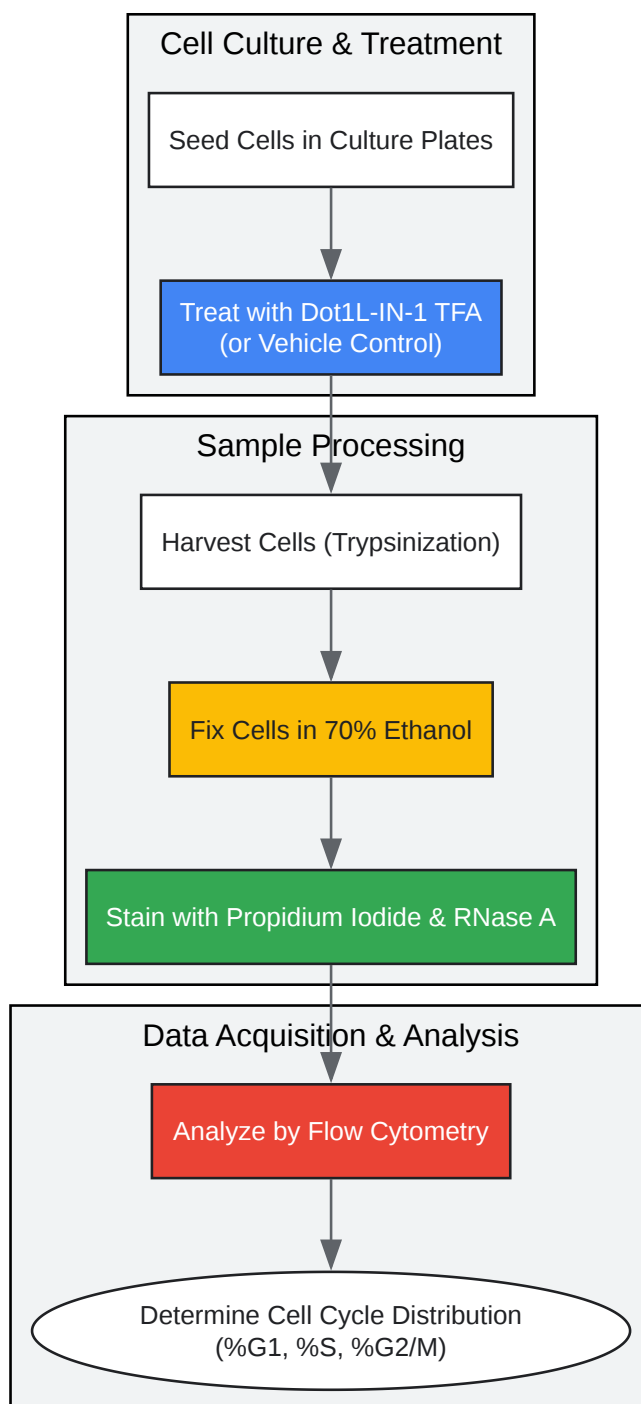 Cell Culture & Treatment
Seed Cells in Culture Plates
Treat with Dot1L-IN-1 TFA
(or Vehicle Control)
Sample Processing
Harvest Cells (Trypsinization)
Fix Cells in 70% Ethanol
Stain with Propidium Iodide & RNase A
Data Acquisition & Analysis
Analyze by Flow Cytometry
Determine Cell Cycle Distribution
(%G1, %S, %G2/M)